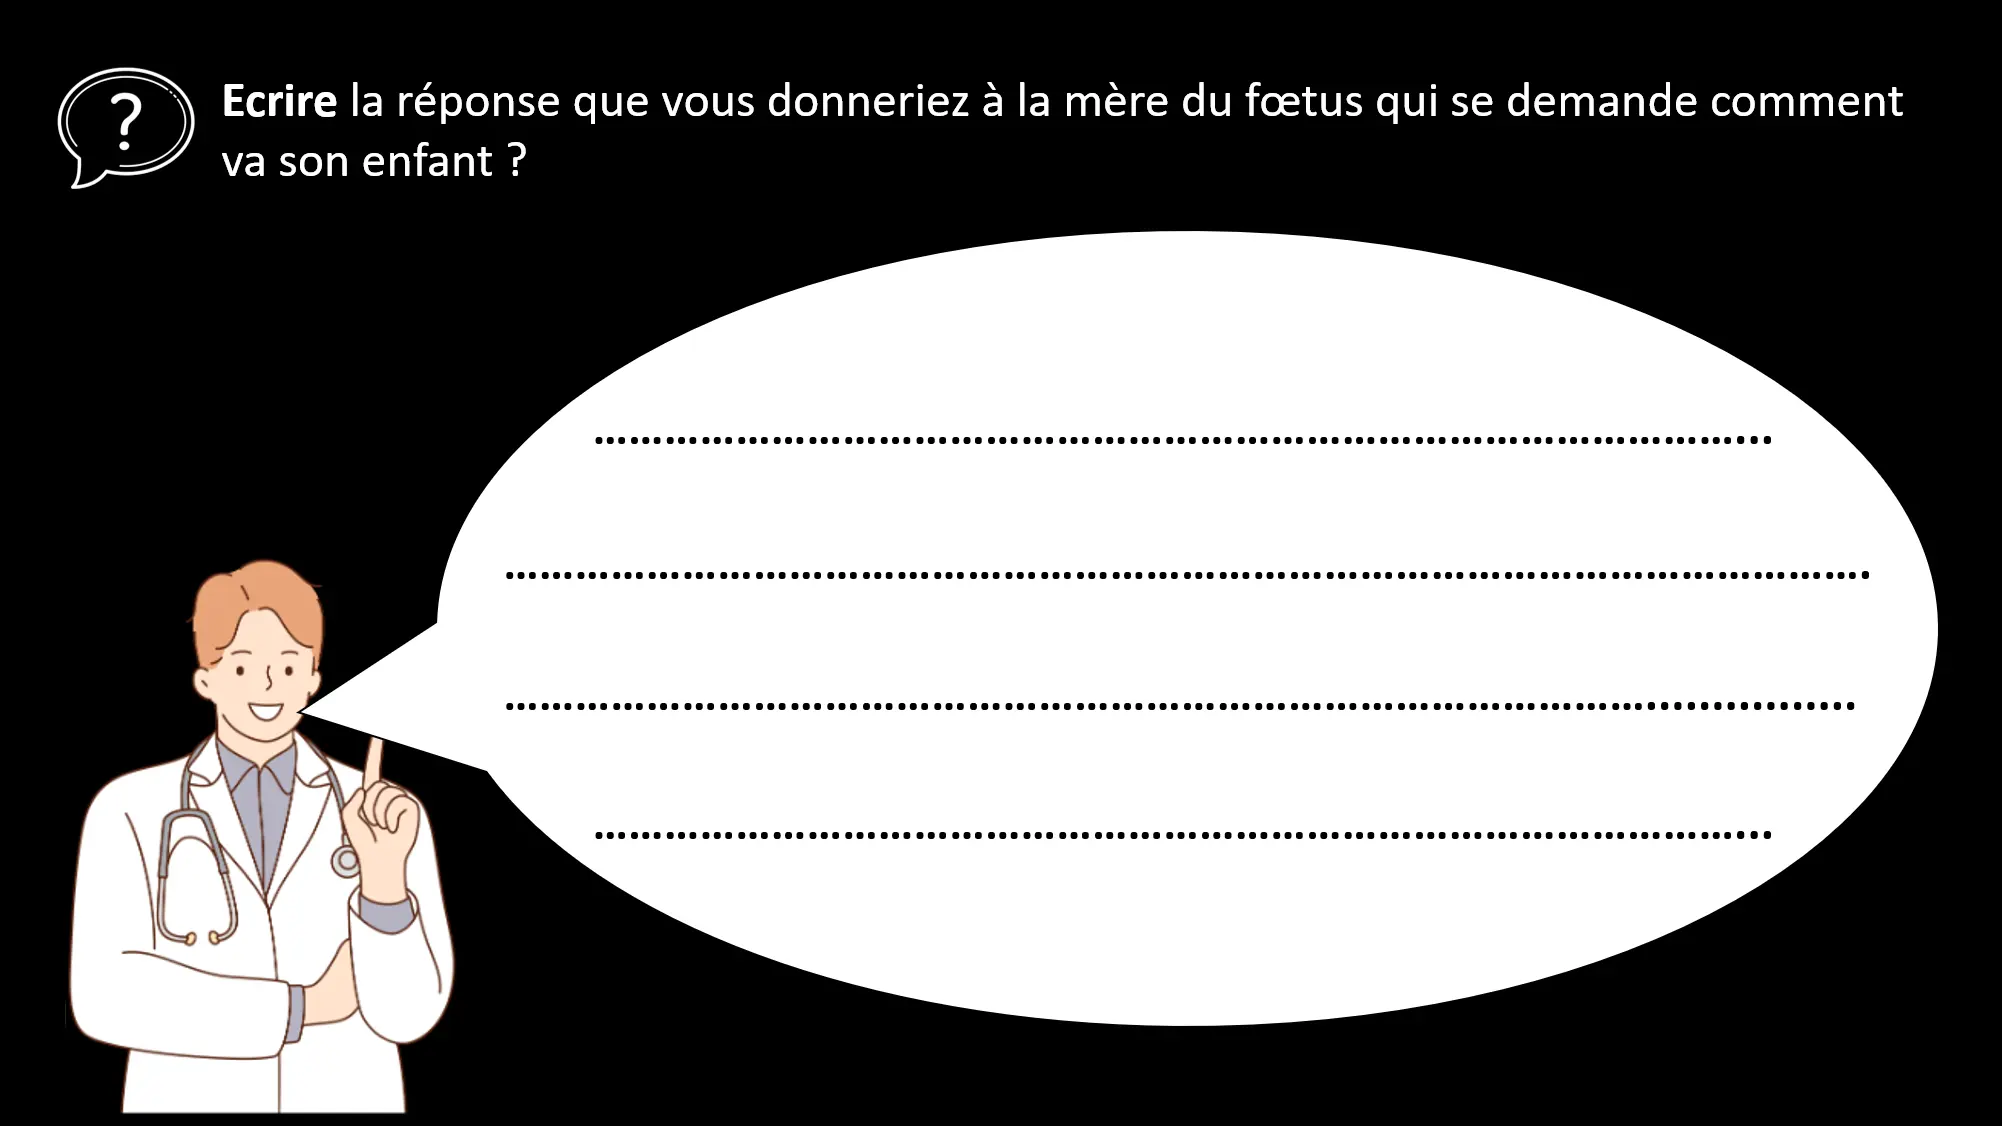 ?
Ecrire la réponse que vous donneriez à la mère du fœtus qui se demande comment
va son enfant ?
……………………………………………………………………………………………...
…………………………………………………………………………………………………………………….
………………………………………………………………………………………………...............
……………………………………………………………………………………………...